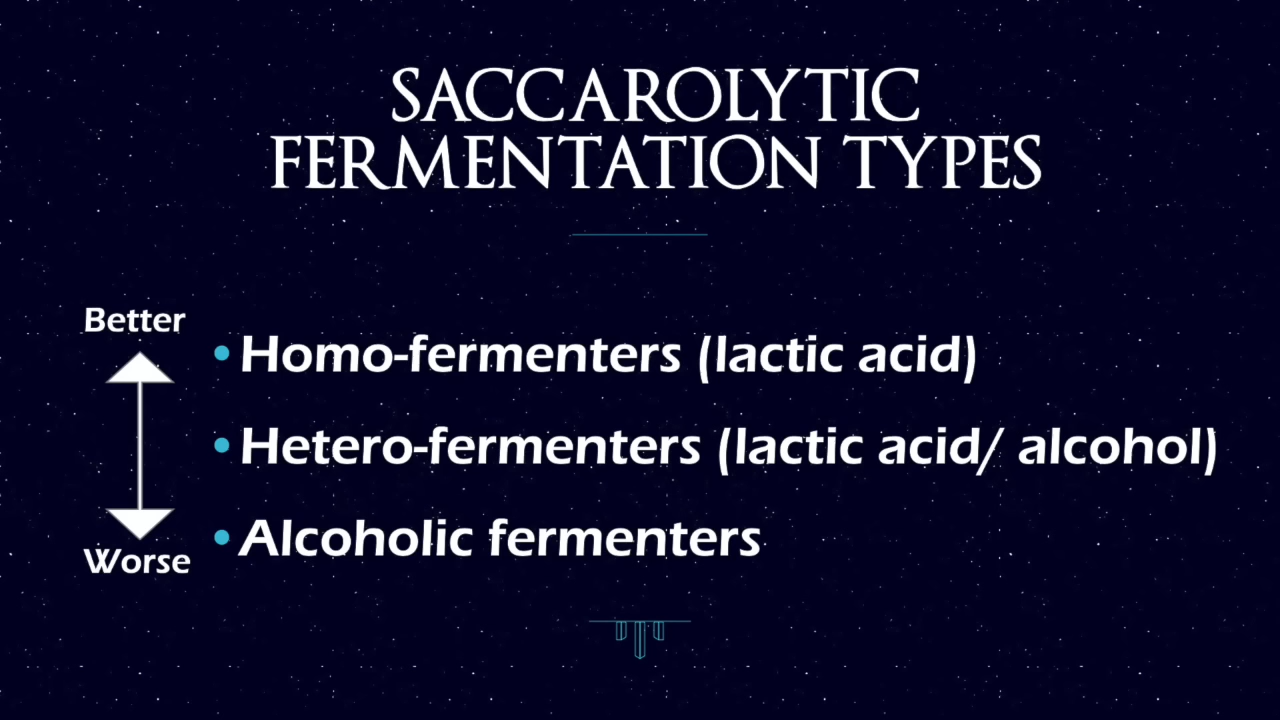 SACCAROLYTIC
FERMENTATION TYPES
Better
• Homo-fermenters (lactic acid)
• Hetero-fermenters (lactic acid/ alcohol)
• Alcoholic fermenters
Worse